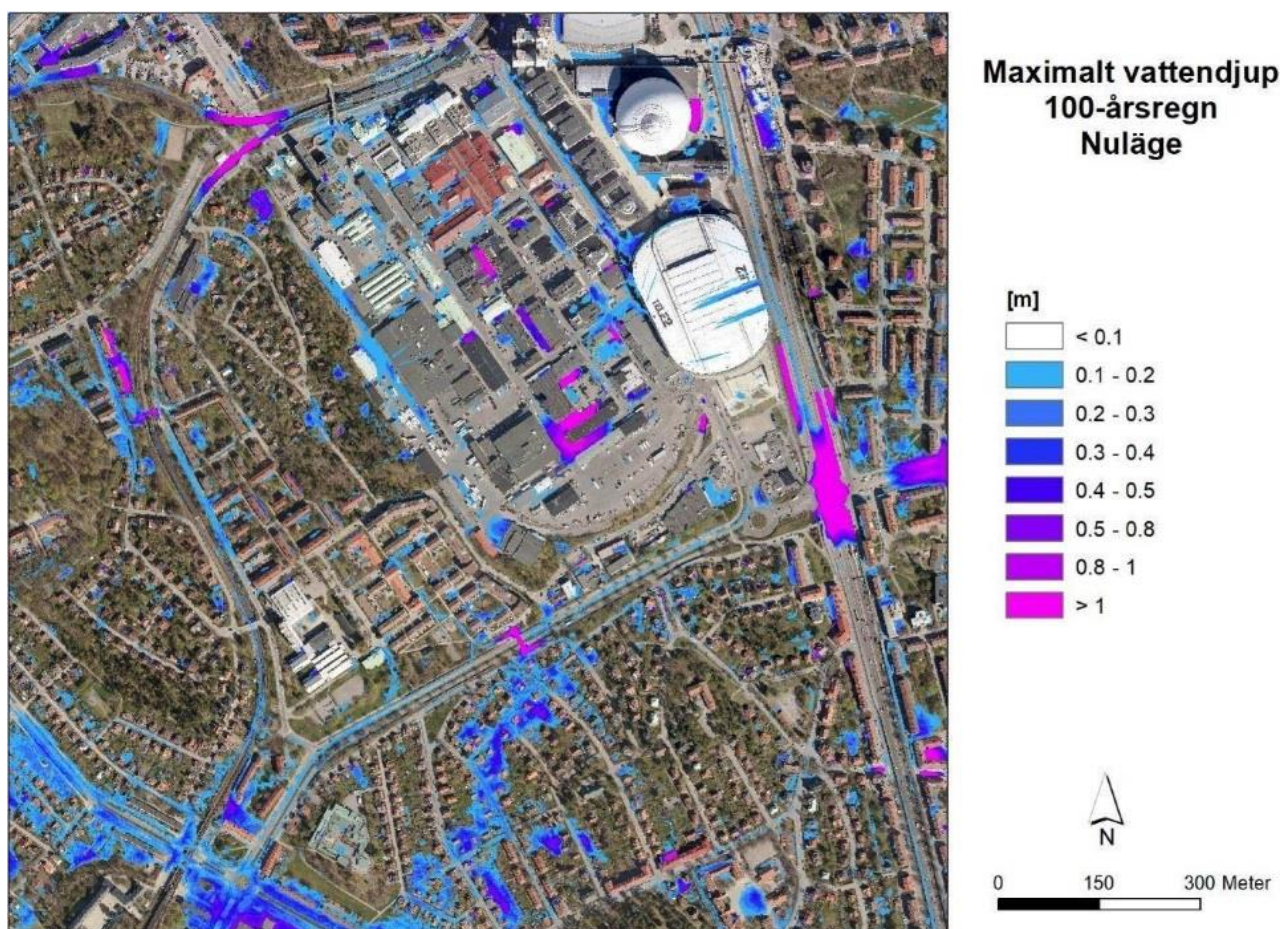 Maximalt vattendjup
100-årsregn
Nuläge
[m]
< 0.1
0.1 - 0.2
0.2 - 0.3
0.3 - 0.4
0.4 - 0.5
0.5 - 0.8
0.8 - 1
> 1
N
0 150 300 Meter
TELE2